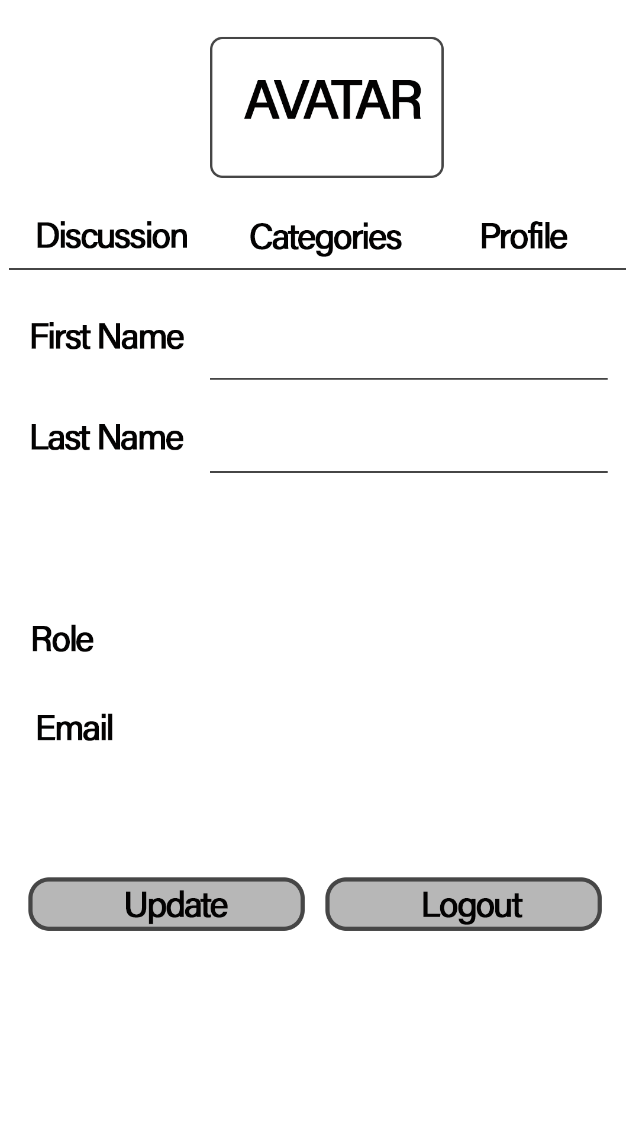 AVATAR
Discussion Categories Profile
First Name
Last Name
Role
Email
Update Logout